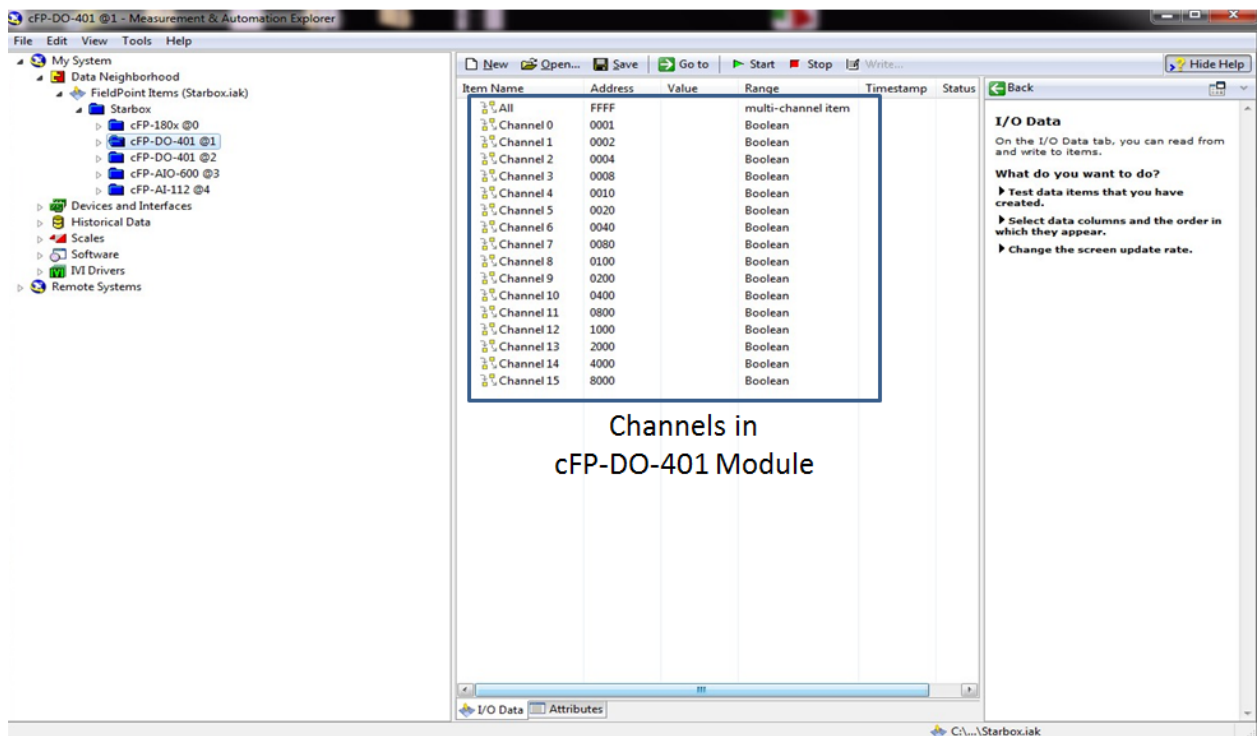 cFP-DO-401 @1 - Measurement & Automation Explorer
File Edit View Tools Help
My System
Data Neighborhood
FieldPoint Items (Starbox.iak)
Starbox
cFP-180x @0
cFP-DO-401 @1
cFP-DO-401 @2
cFP-AIO-600 @3
cFP-AI-112 @4
Devices and Interfaces
Historical Data
Scales
Software
IVI Drivers
Remote Systems
New Open... Save Go to Start Stop Write... Hide Help
Item Name Address Value Range Timestamp Status
All FFFF multi-channel item
Channel 0 0001 Boolean
Channel 1 0002 Boolean
Channel 2 0004 Boolean
Channel 3 0008 Boolean
Channel 4 0010 Boolean
Channel 5 0020 Boolean
Channel 6 0040 Boolean
Channel 7 0080 Boolean
Channel 8 0100 Boolean
Channel 9 0200 Boolean
Channel 10 0400 Boolean
Channel 11 0800 Boolean
Channel 12 1000 Boolean
Channel 13 2000 Boolean
Channel 14 4000 Boolean
Channel 15 8000 Boolean
Channels in
cFP-DO-401 Module
Back
I/O Data
On the I/O Data tab, you can read from
and write to items.
What do you want to do?
Test data items that you have
created.
Select data columns and the order in
which they appear.
Change the screen update rate.
I/O Data Attributes
C:\...\Starbox.iak